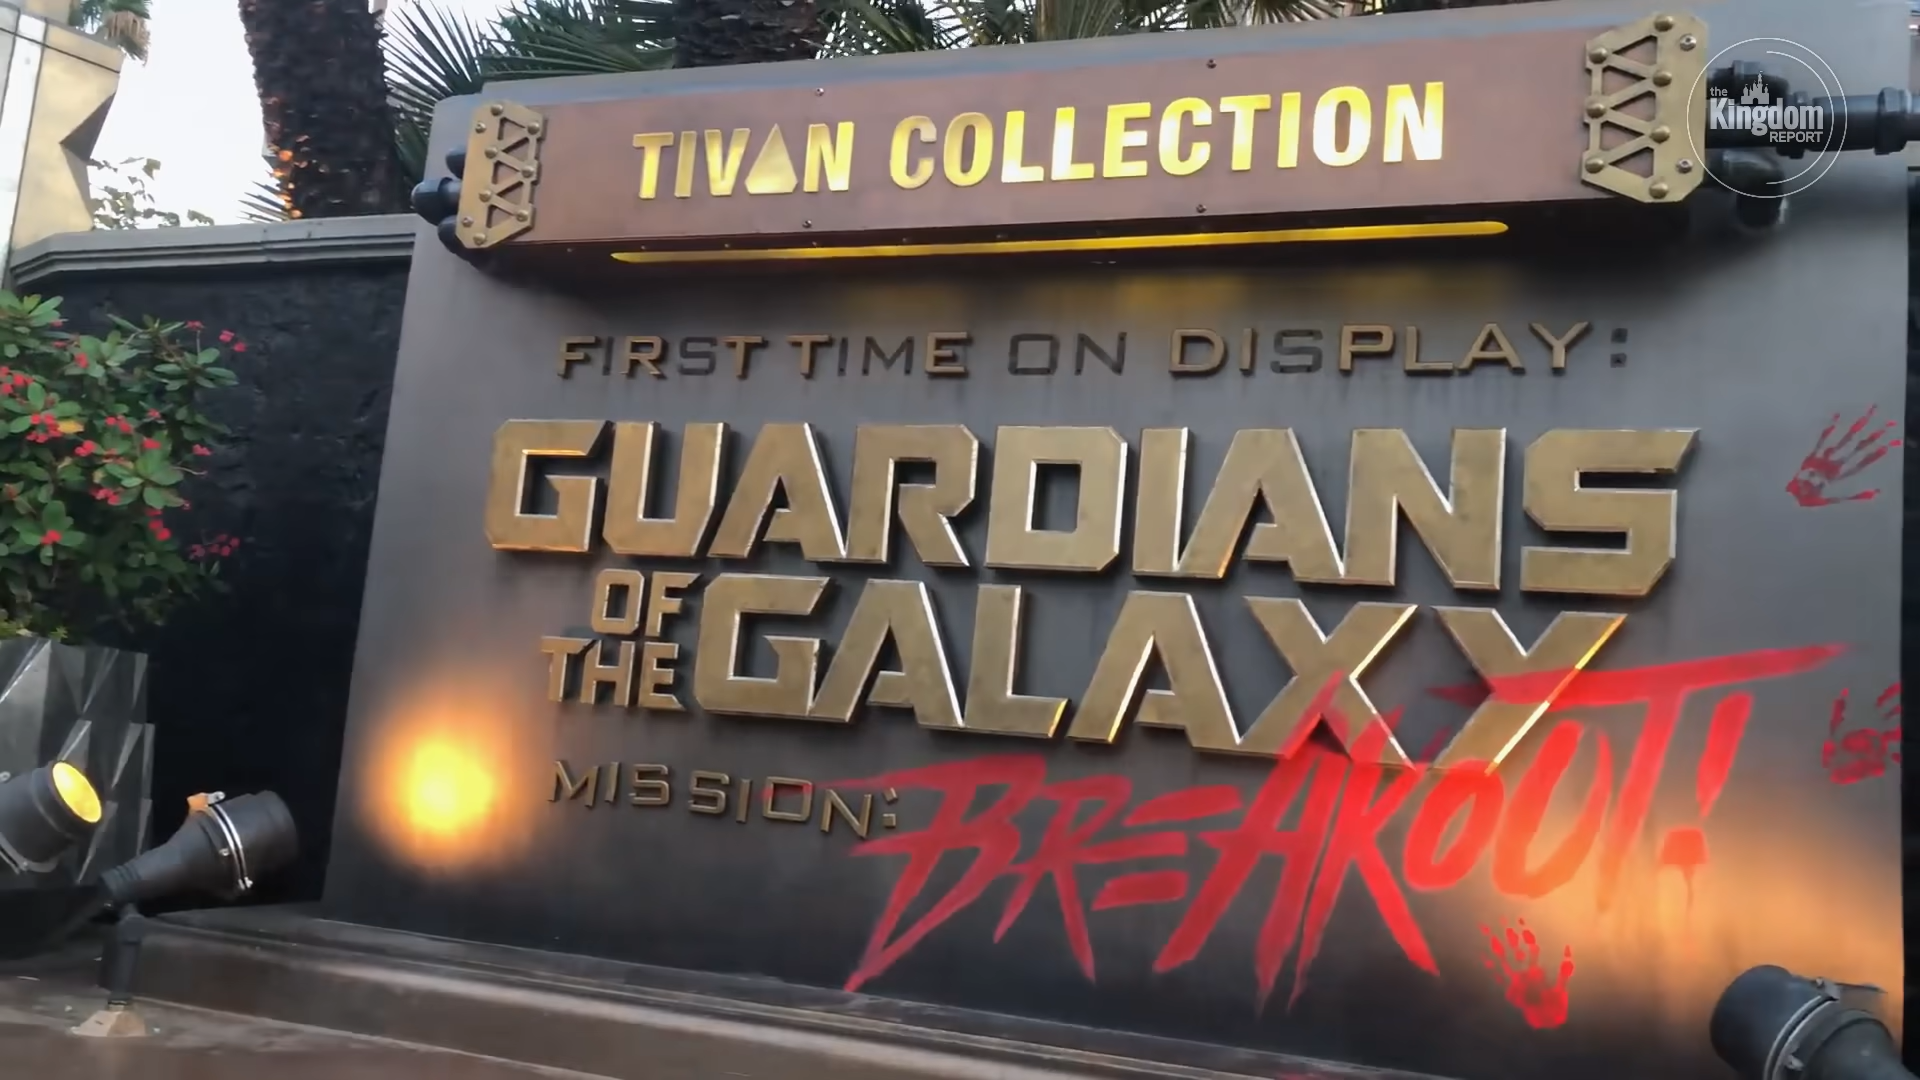 the
Kingdom
REPORT
TIVAN COLLECTION
FIRST TIME ON DISPLAY:
GUARDIANS
OF
THE
GALAXY
MISSION:
BREAKOUT!